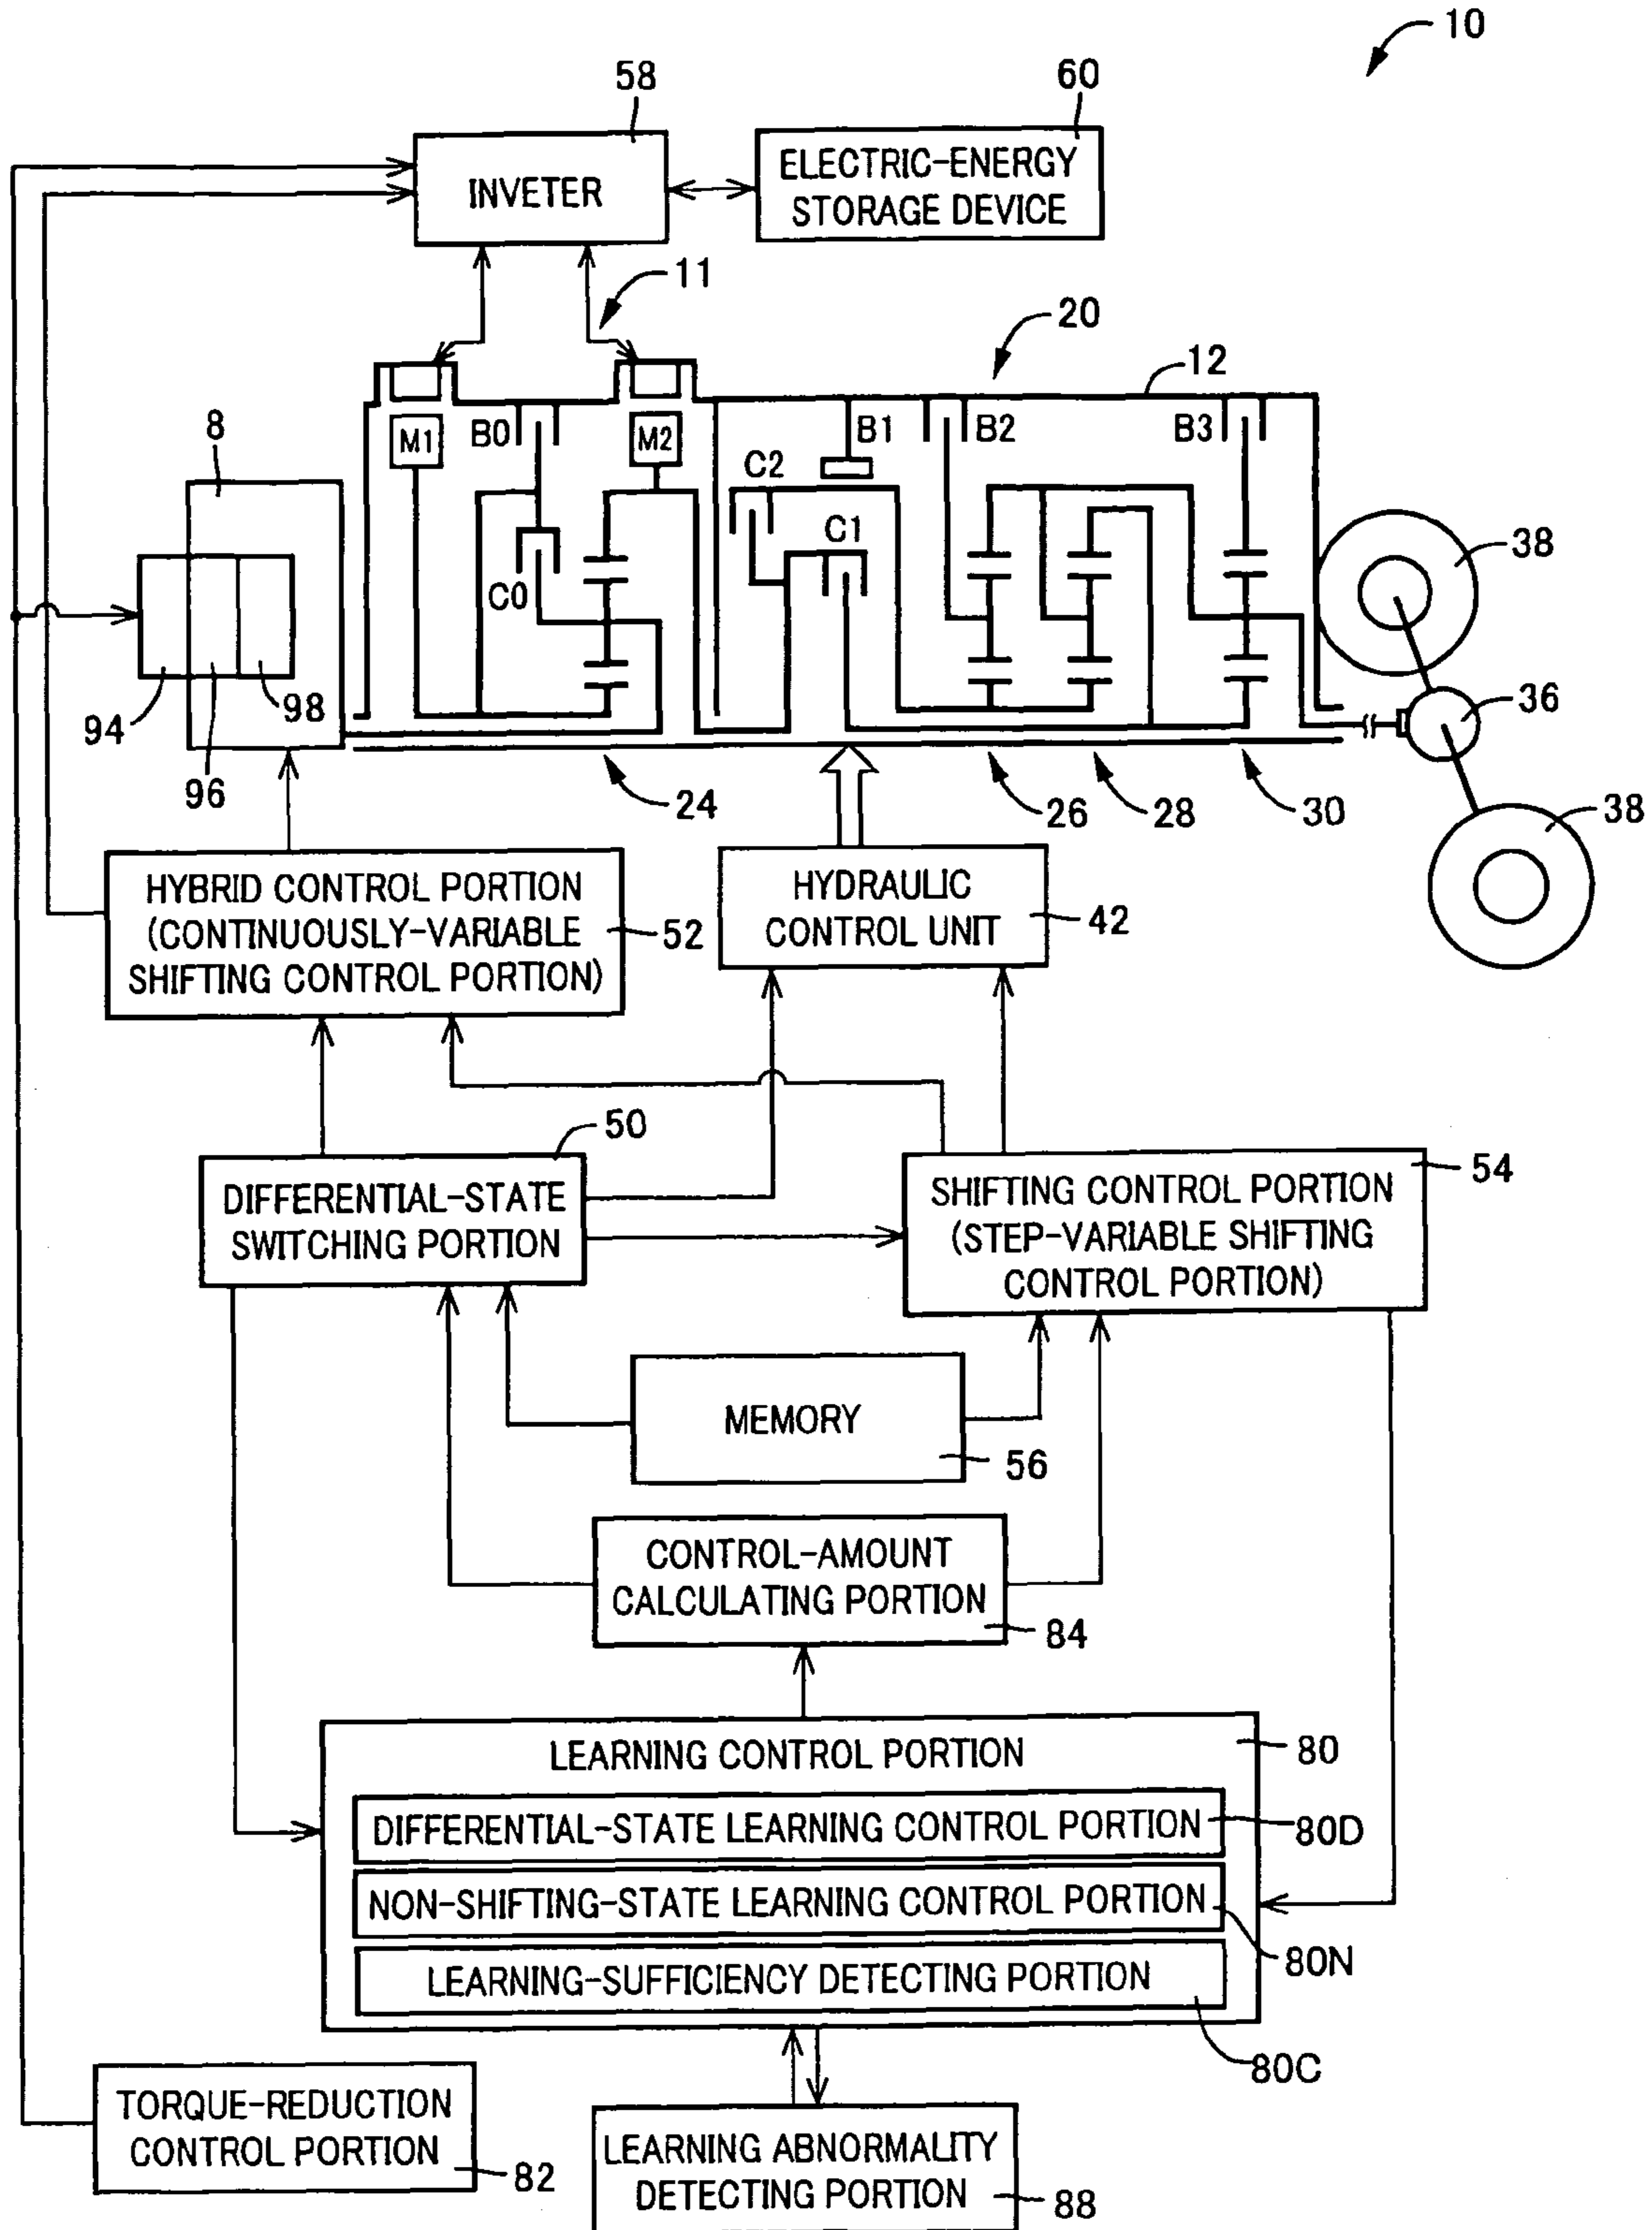 10
58
60
INVETER
ELECTRIC-ENERGY
STORAGE DEVICE
11
20
12
8
M1
B0
M2
B1
B2
B3
C2
C1
C0
38
94
96
98
36
24
26
28
30
38
HYBRID CONTROL PORTION
(CONTINUOUSLY-VARIABLE
SHIFTING CONTROL PORTION)
52
HYDRAULIC
CONTROL UNIT
42
50
DIFFERENTIAL-STATE
SWITCHING PORTION
54
SHIFTING CONTROL PORTION
(STEP-VARIABLE SHIFTING
CONTROL PORTION)
MEMORY
56
CONTROL-AMOUNT
CALCULATING PORTION
84
LEARNING CONTROL PORTION
80
DIFFERENTIAL-STATE LEARNING CONTROL PORTION
80D
NON-SHIFTING-STATE LEARNING CONTROL PORTION
80N
LEARNING-SUFFICIENCY DETECTING PORTION
80C
TORQUE-REDUCTION
CONTROL PORTION
82
LEARNING ABNORMALITY
DETECTING PORTION
88